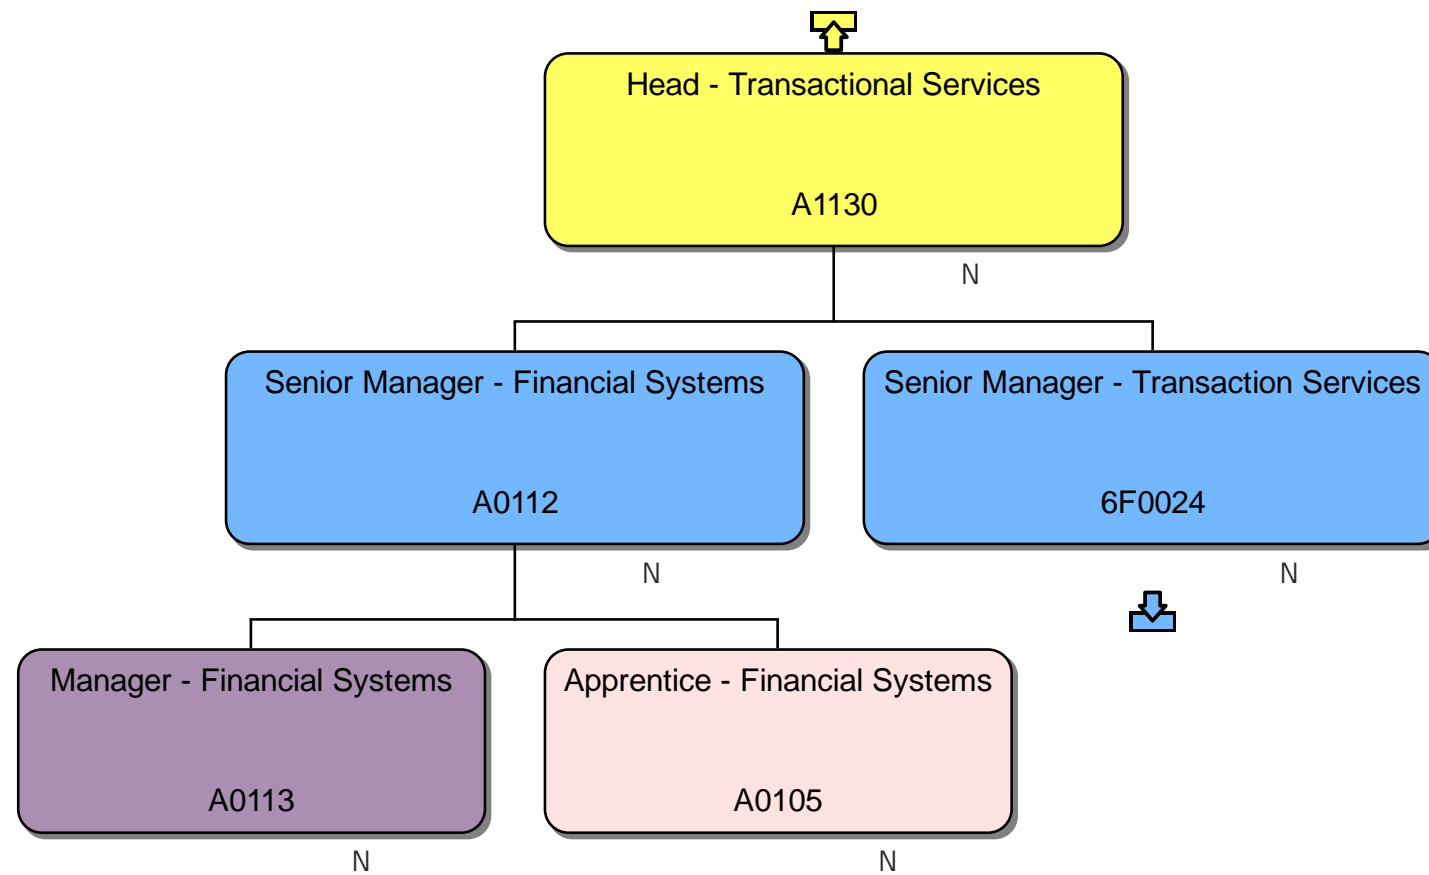 Head - Transactional Services
A1130
N
Senior Manager - Financial Systems
A0112
N
Senior Manager - Transaction Services
6F0024
N
Manager - Financial Systems
A0113
N
Apprentice - Financial Systems
A0105
N